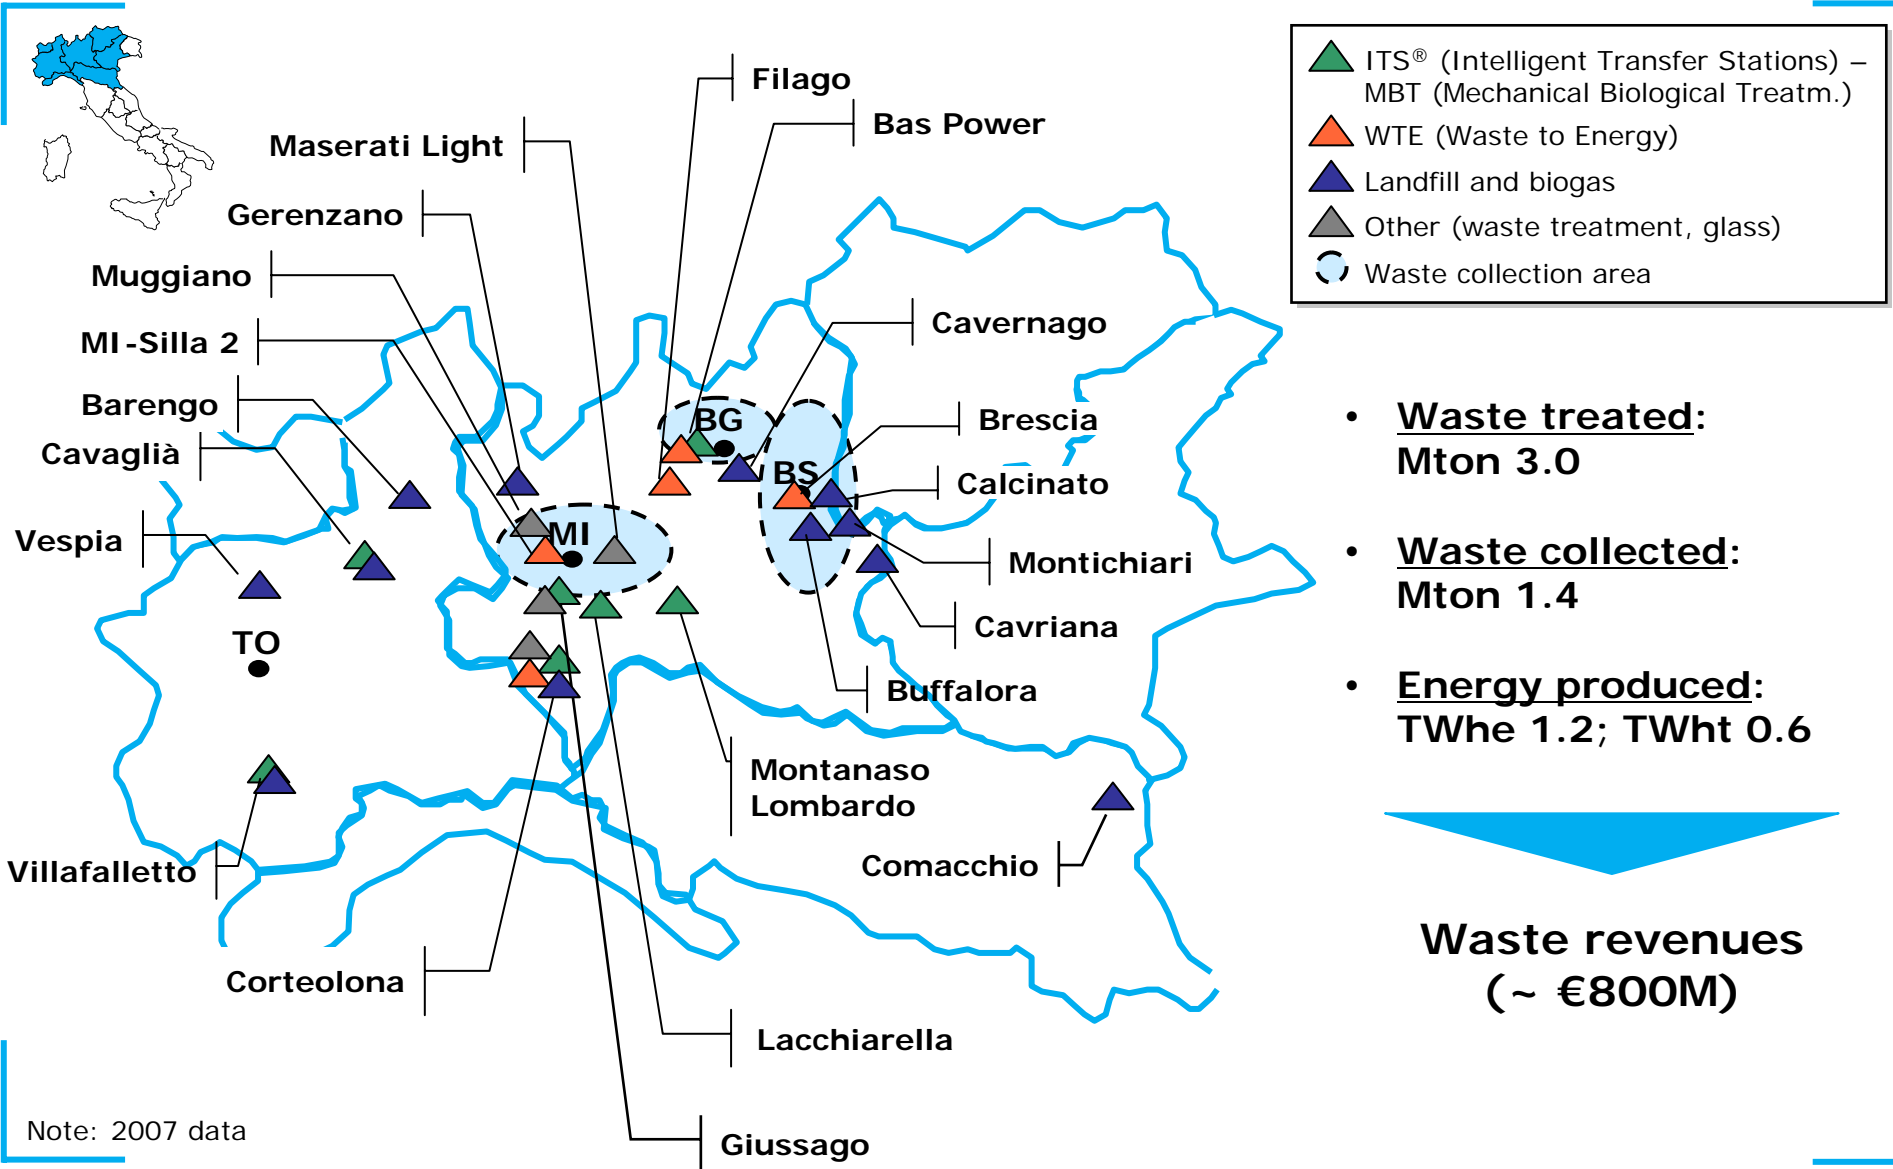 Filago
Bas Power
Maserati Light
Gerenzano
Muggiano
MI-Silla 2
Barengo
Cavaglià
Vespia
TO
Villafalletto
Corteolona
BG
BS
MI
Cavernago
Brescia
Calcinato
Montichiari
Cavriana
Buffalora
Montanaso
Lombardo
Comacchio
Lacchiarella
Giussago
Note: 2007 data
ITS® (Intelligent Transfer Stations) –
MBT (Mechanical Biological Treatm.)
WTE (Waste to Energy)
Landfill and biogas
Other (waste treatment, glass)
Waste collection area
• Waste treated:
Mton 3.0
• Waste collected:
Mton 1.4
• Energy produced:
TWhe 1.2; TWht 0.6
Waste revenues
(~ €800M)